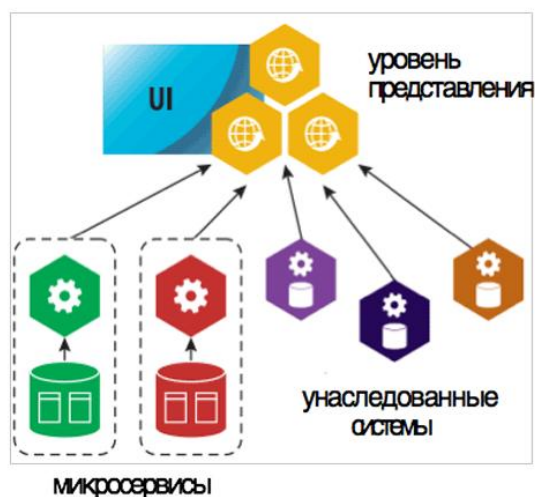 UI
уровень
представления
унаследованные
системы
микросервисы